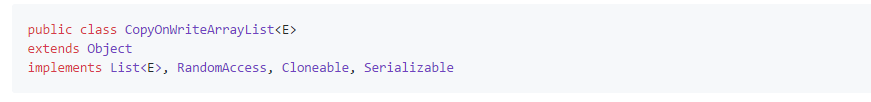 public class CopyOnWriteArrayList<E>
extends Object
implements List<E>, RandomAccess, Cloneable, Serializable